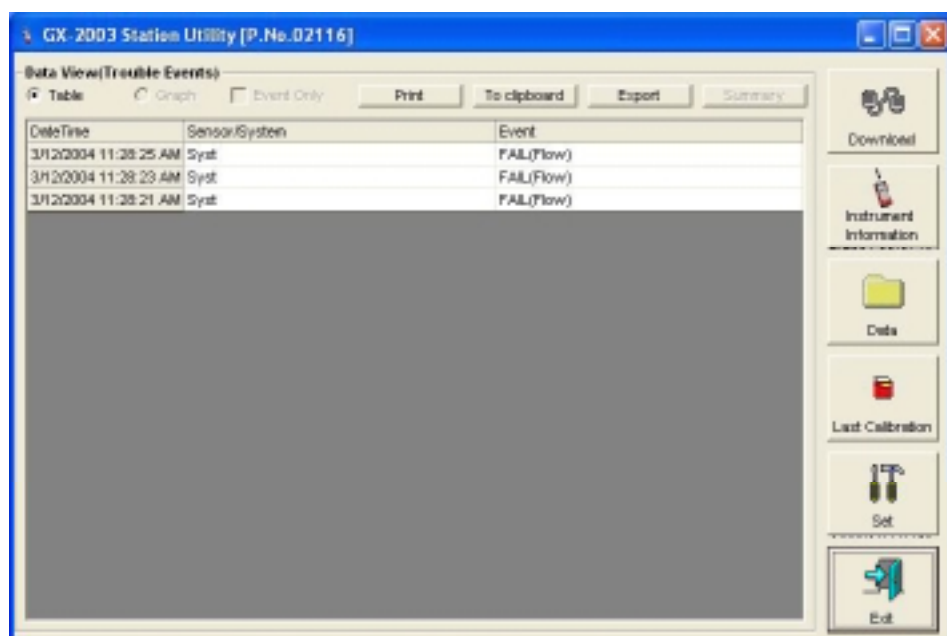 GX-2003 Station Utility [P.No.02116]
Data View(Trouble Events)
Table Graph Event Only Print To clipboard Export Summary
DateTime Sensor/System Event
3/12/2004 11:28:25 AM Syst FAIL(Flow)
3/12/2004 11:28:23 AM Syst FAIL(Flow)
3/12/2004 11:28:21 AM Syst FAIL(Flow)
Download
Instrument
Information
Data
Last Calibration
Set
Exit